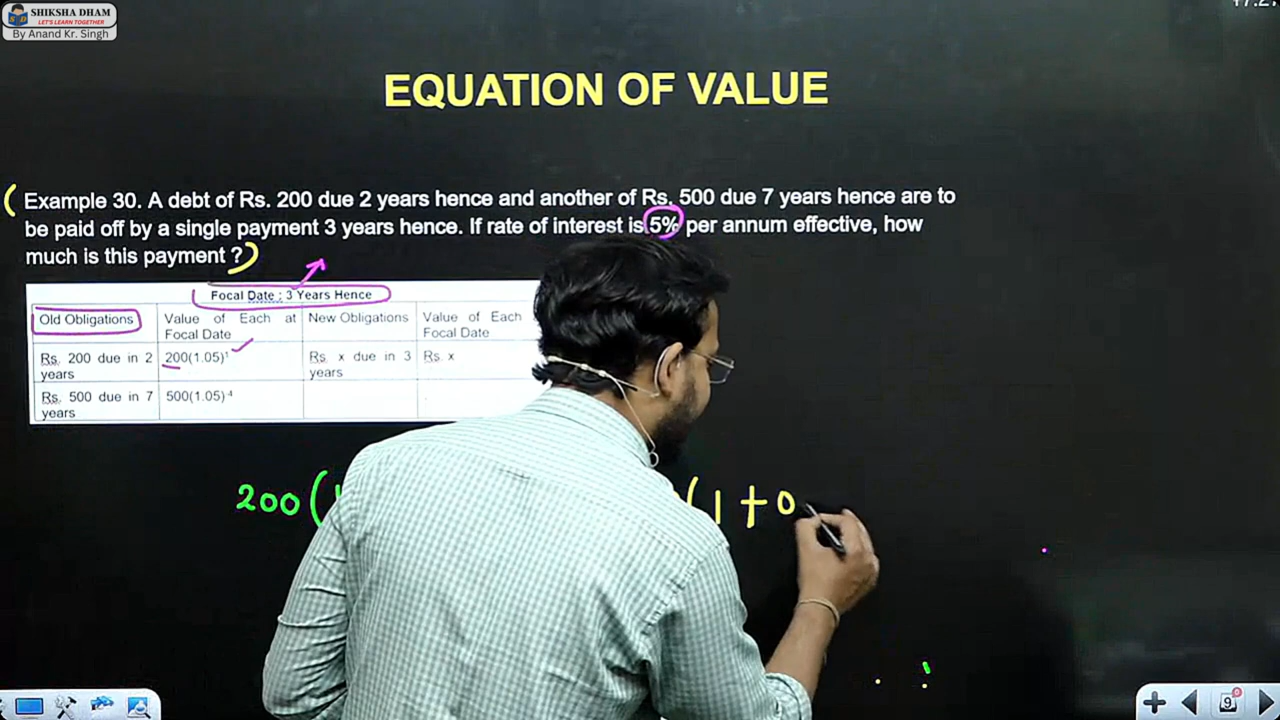 SHIKSHA DHAM
LET'S LEARN TOGETHER
By Anand Kr. Singh
EQUATION OF VALUE
Example 30. A debt of Rs. 200 due 2 years hence and another of Rs. 500 due 7 years hence are to
be paid off by a single payment 3 years hence. If rate of interest is 5% per annum effective, how
much is this payment ?
Focal Date : 3 Years Hence
Old Obligations
Value of Each at
Focal Date
New Obligations
Value of Each
Focal Date
Rs. 200 due in 2
years
200(1.05)¹
Rs. x due in 3
years
Rs. x
Rs. 500 due in 7
years
500(1.05)⁻⁴
200 (
( 1 + 0
9